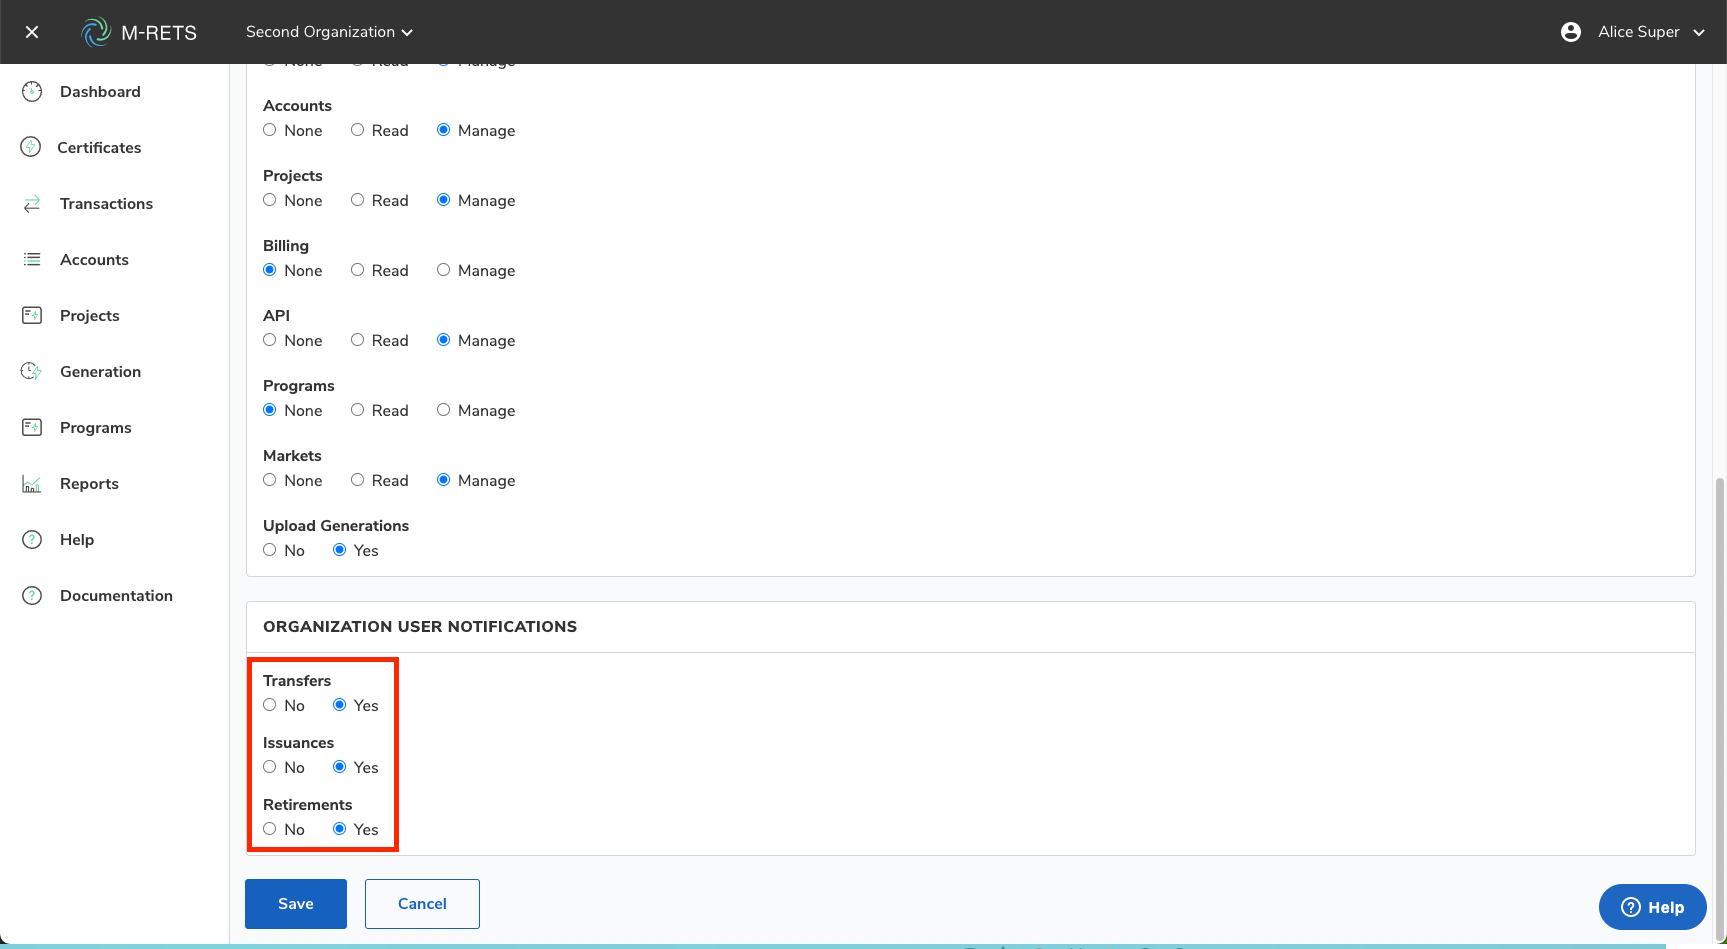 M-RETS
Second Organization
Alice Super
Dashboard
Certificates
Transactions
Accounts
Projects
Generation
Programs
Reports
Help
Documentation
None Read Manage
Accounts
None Read Manage
Projects
None Read Manage
Billing
None Read Manage
API
None Read Manage
Programs
None Read Manage
Markets
None Read Manage
Upload Generations
No Yes
ORGANIZATION USER NOTIFICATIONS
Transfers
No Yes
Issuances
No Yes
Retirements
No Yes
Save Cancel
Help